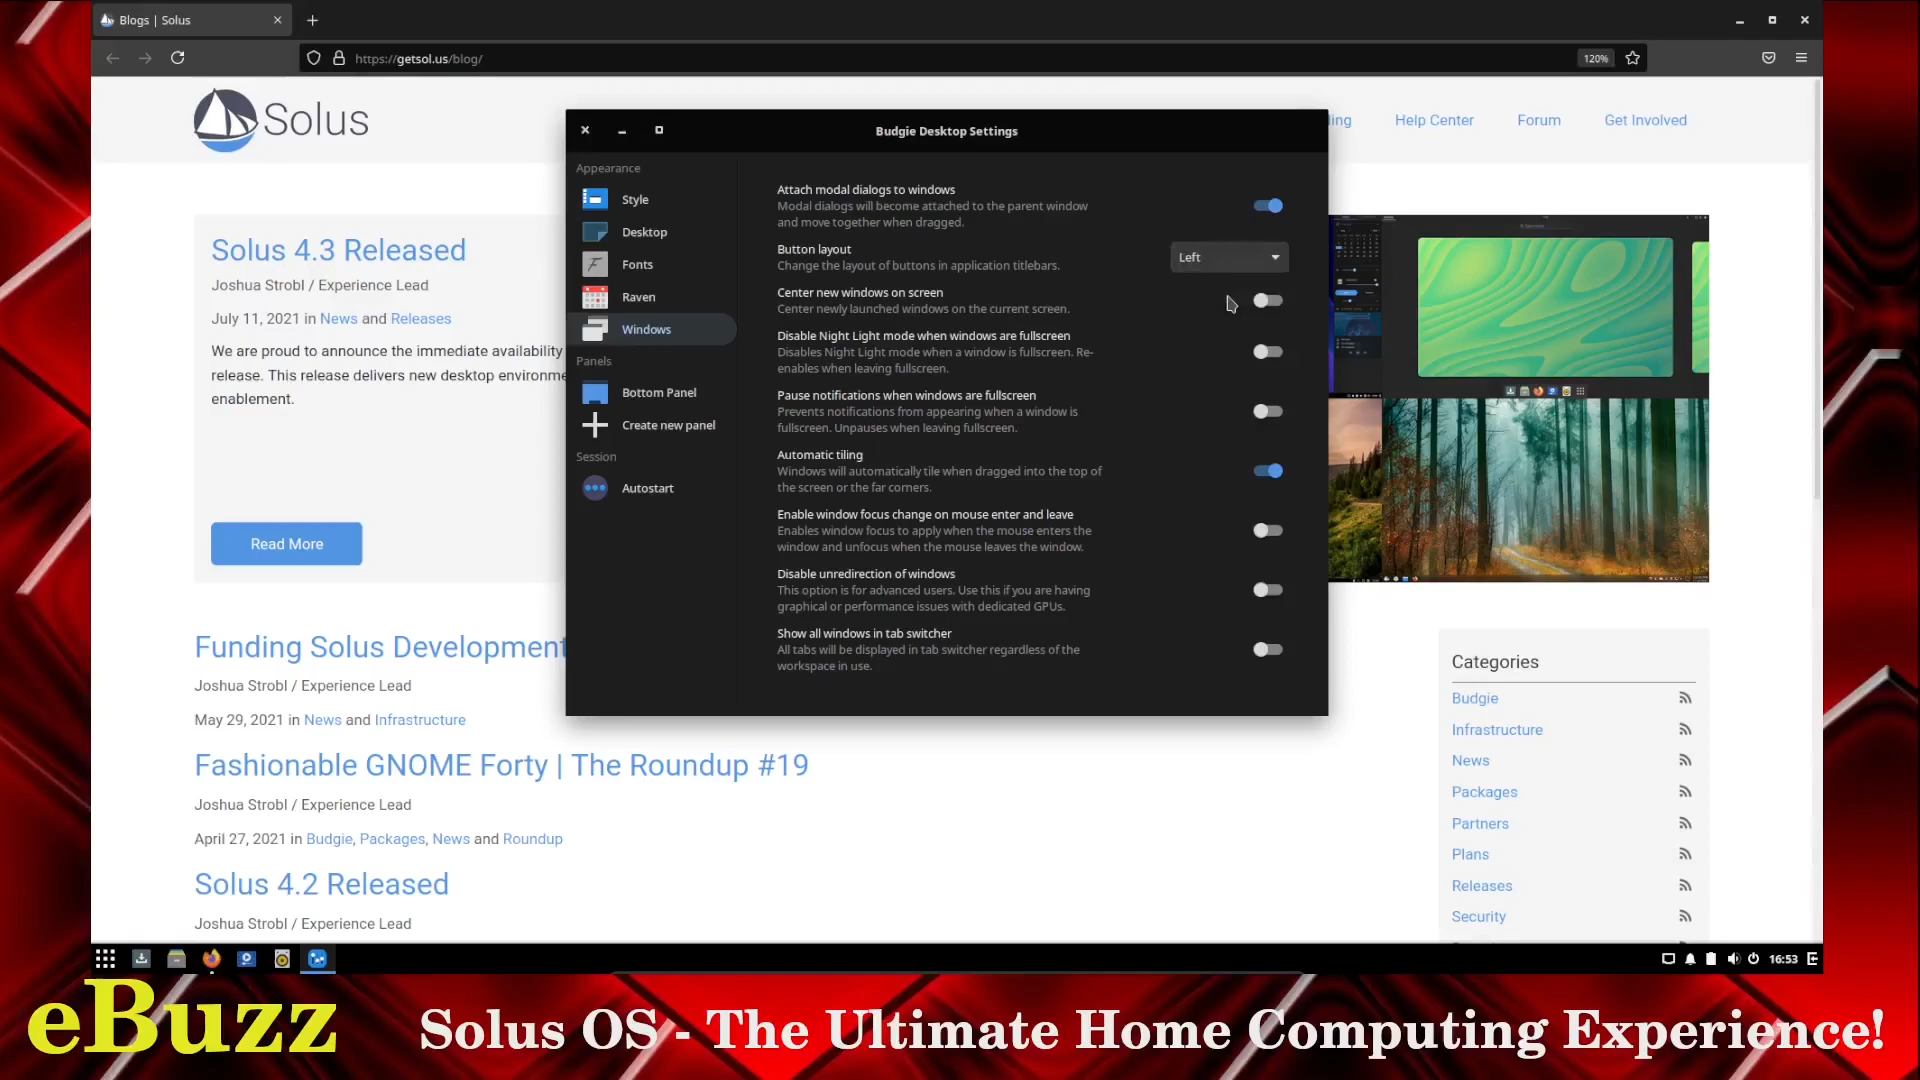 Blogs | Solus
https://getsol.us/blog/
120%
Solus
Help Center
Forum
Get Involved
Solus 4.3 Released
Joshua Strobl / Experience Lead
July 11, 2021 in News and Releases
We are proud to announce the immediate availability
release. This release delivers new desktop environme
enablement.
Read More
Funding Solus Development
Joshua Strobl / Experience Lead
May 29, 2021 in News and Infrastructure
Fashionable GNOME Forty | The Roundup #19
Joshua Strobl / Experience Lead
April 27, 2021 in Budgie, Packages, News and Roundup
Solus 4.2 Released
Joshua Strobl / Experience Lead
Budgie Desktop Settings
Appearance
Style
Desktop
Fonts
Raven
Windows
Panels
Bottom Panel
Create new panel
Session
Autostart
Attach modal dialogs to windows
Modal dialogs will become attached to the parent window
and move together when dragged.
Button layout
Change the layout of buttons in application titlebars.
Left
Center new windows on screen
Center newly launched windows on the current screen.
Disable Night Light mode when windows are fullscreen
Disables Night Light mode when a window is fullscreen. Re-
enables when leaving fullscreen.
Pause notifications when windows are fullscreen
Prevents notifications from appearing when a window is
fullscreen. Unpauses when leaving fullscreen.
Automatic tiling
Windows will automatically tile when dragged into the top of
the screen or the far corners.
Enable window focus change on mouse enter and leave
Enables window focus to apply when the mouse enters the
window and unfocus when the mouse leaves the window.
Disable unredirection of windows
This option is for advanced users. Use this if you are having
graphical or performance issues with dedicated GPUs.
Show all windows in tab switcher
All tabs will be displayed in tab switcher regardless of the
workspace in use.
Categories
Budgie
Infrastructure
News
Packages
Partners
Plans
Releases
Security
16:53
eBuzz
Solus OS - The Ultimate Home Computing Experience!